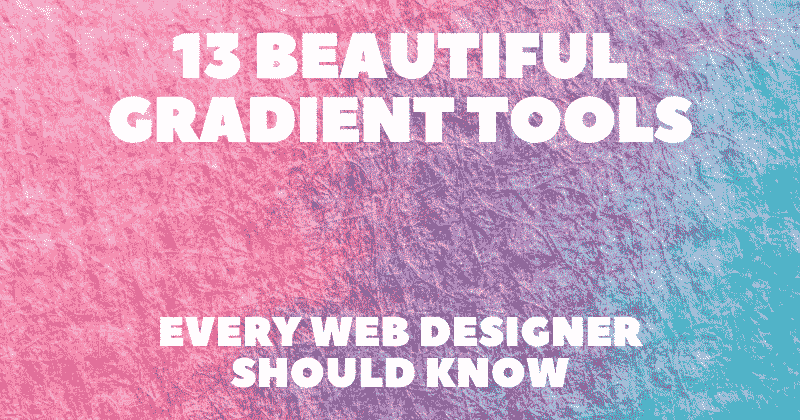 13 BEAUTIFUL
GRADIENT TOOLS
EVERY WEB DESIGNER
SHOULD KNOW